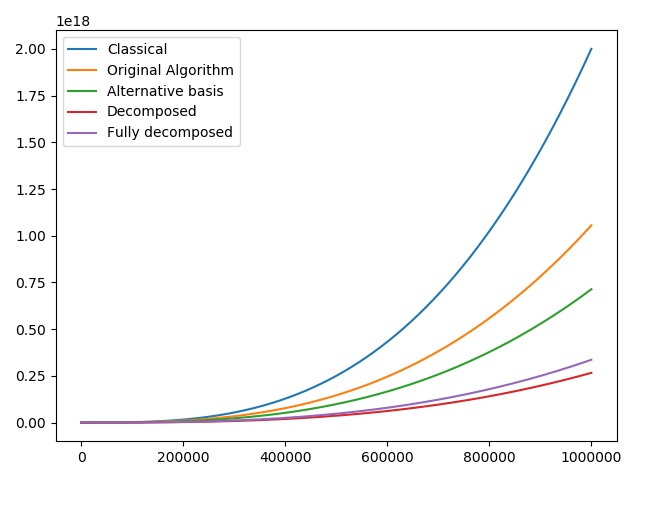 1e18
2.00
1.75
1.50
1.25
1.00
0.75
0.50
0.25
0.00
Classical
Original Algorithm
Alternative basis
Decomposed
Fully decomposed
0 200000 400000 600000 800000 1000000